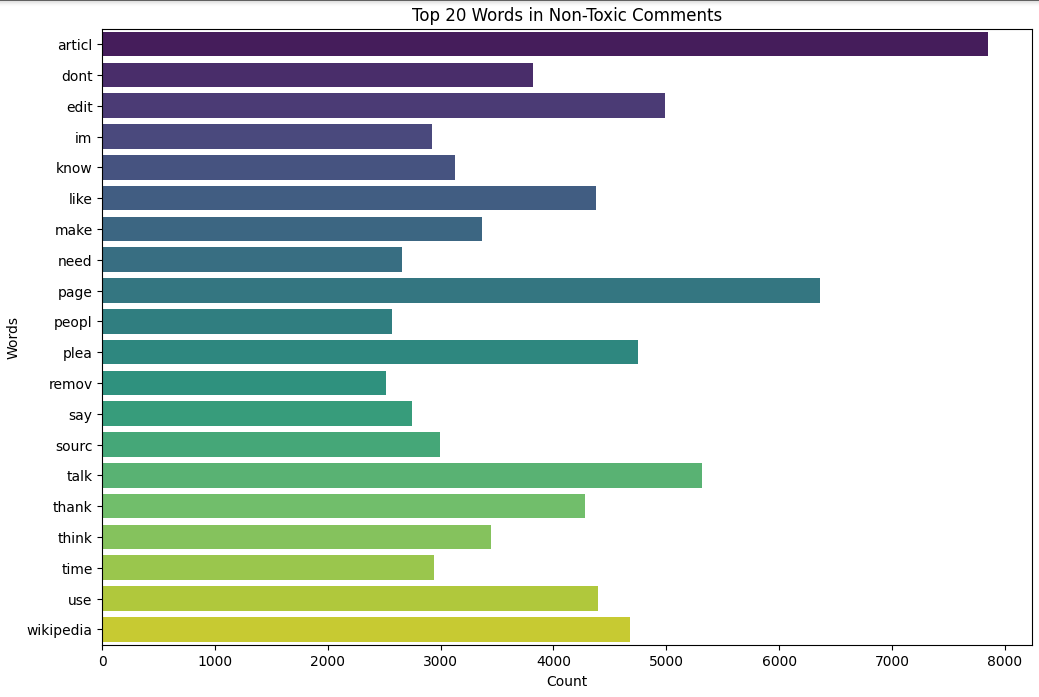 Top 20 Words in Non-Toxic Comments
articl
dont
edit
im
know
like
make
need
page
peopl
plea
remov
say
sourc
talk
thank
think
time
use
wikipedia
Words
0 1000 2000 3000 4000 5000 6000 7000 8000
Count